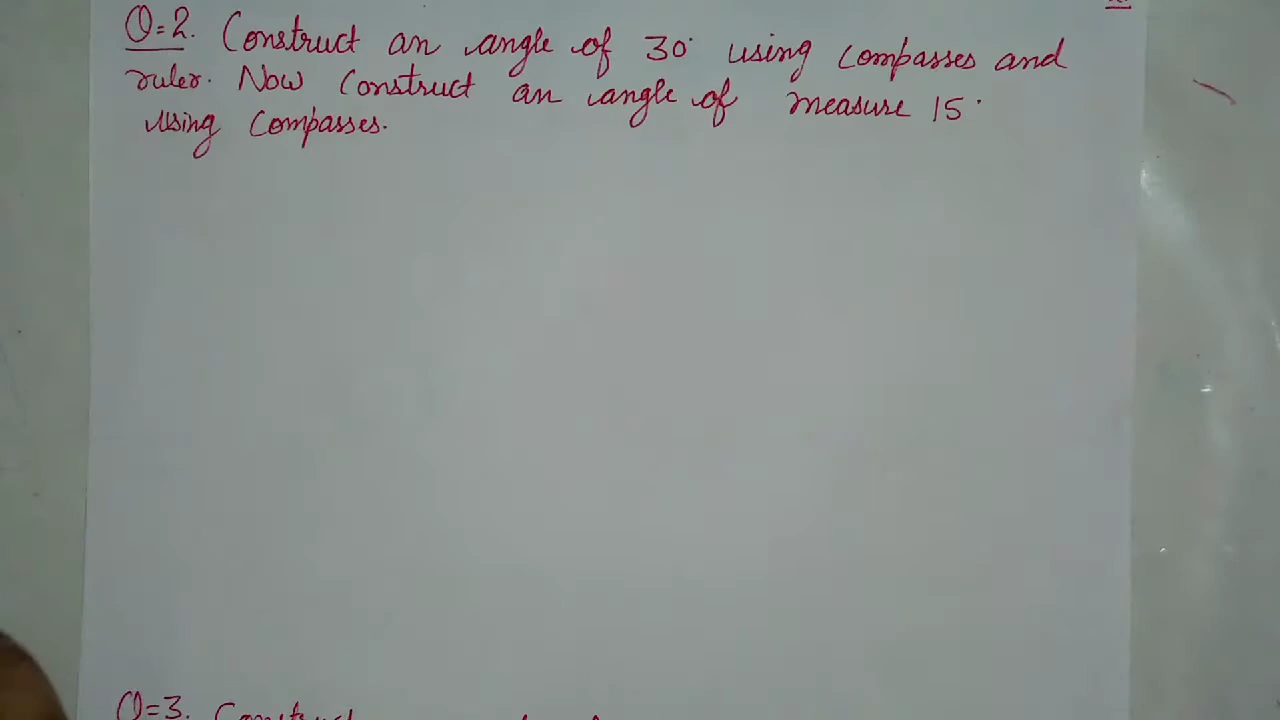 Q=2. Construct an angle of 30° using compasses and
ruler. Now construct an angle of measure 15°
using compasses.
Q=3. Construct